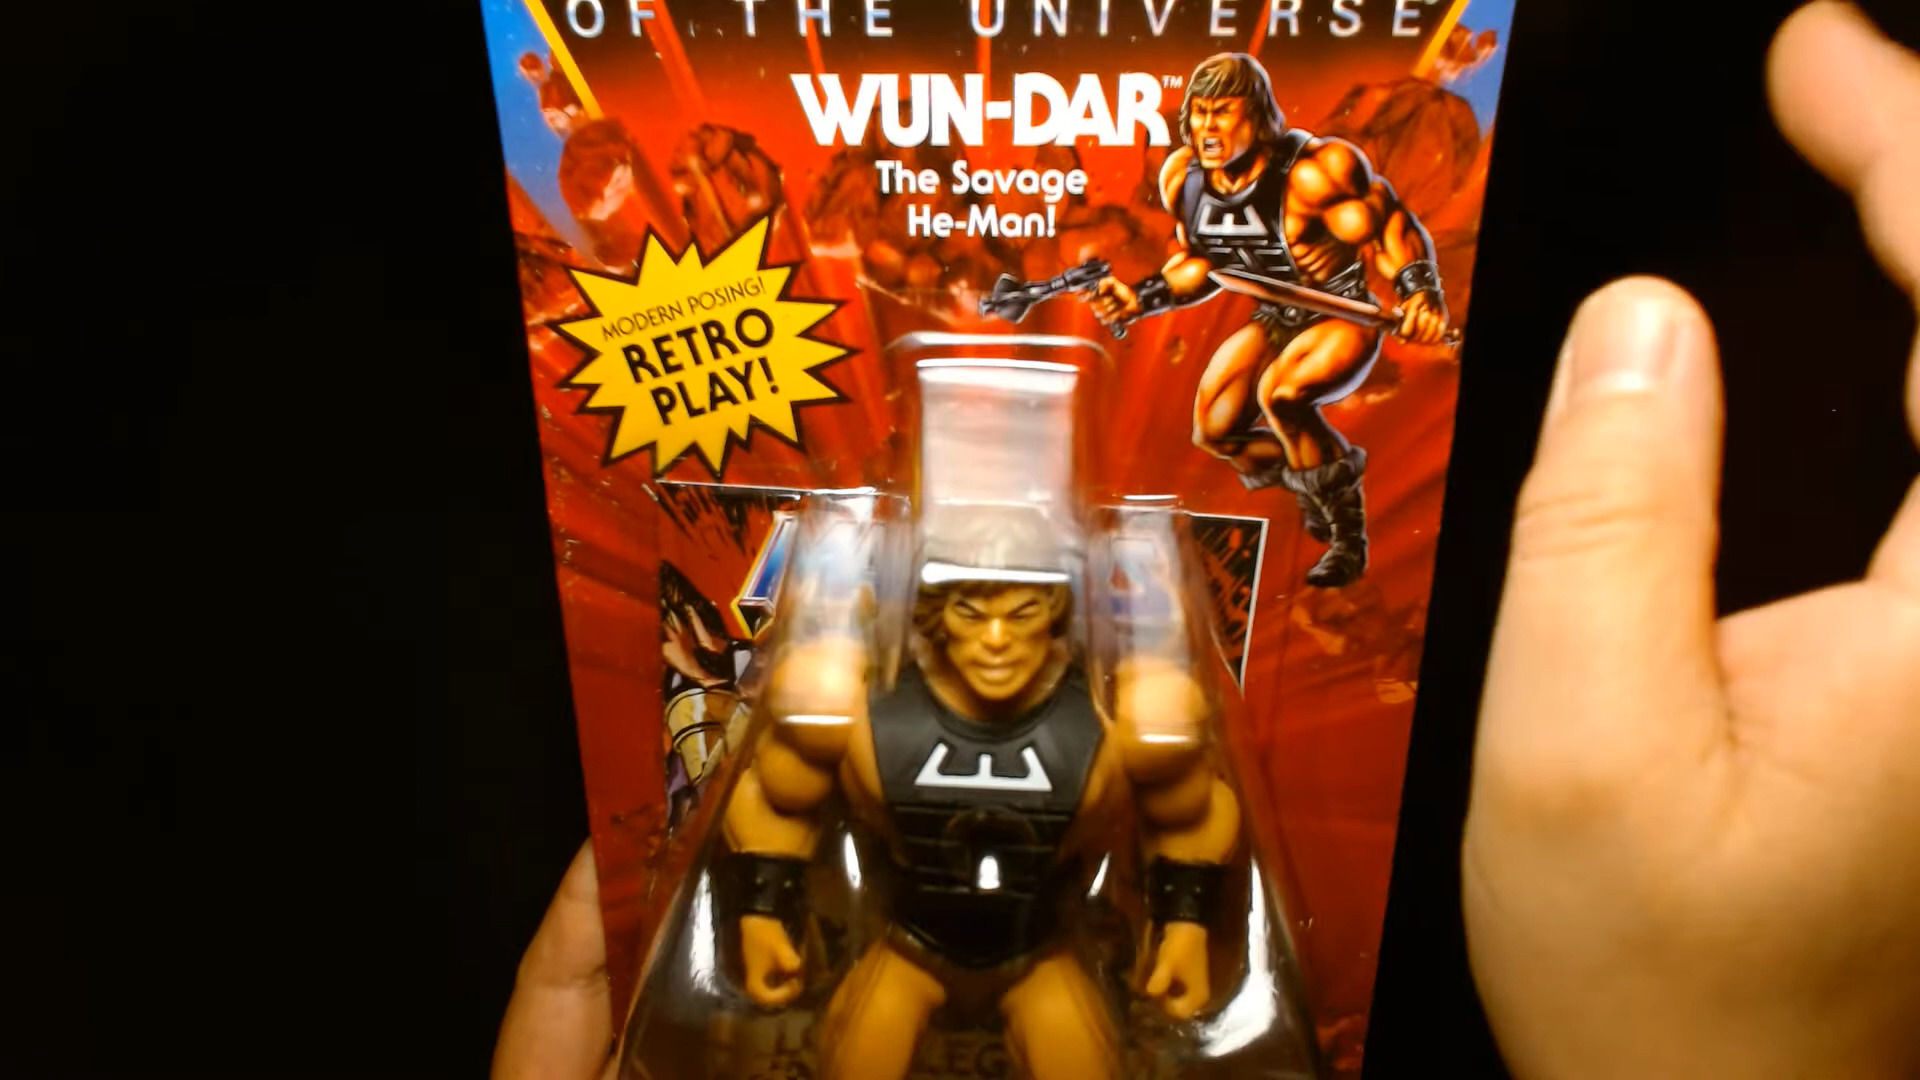 OF THE UNIVERSE
WUN-DAR™
The Savage
He-Man!
MODERN POSING!
RETRO
PLAY!